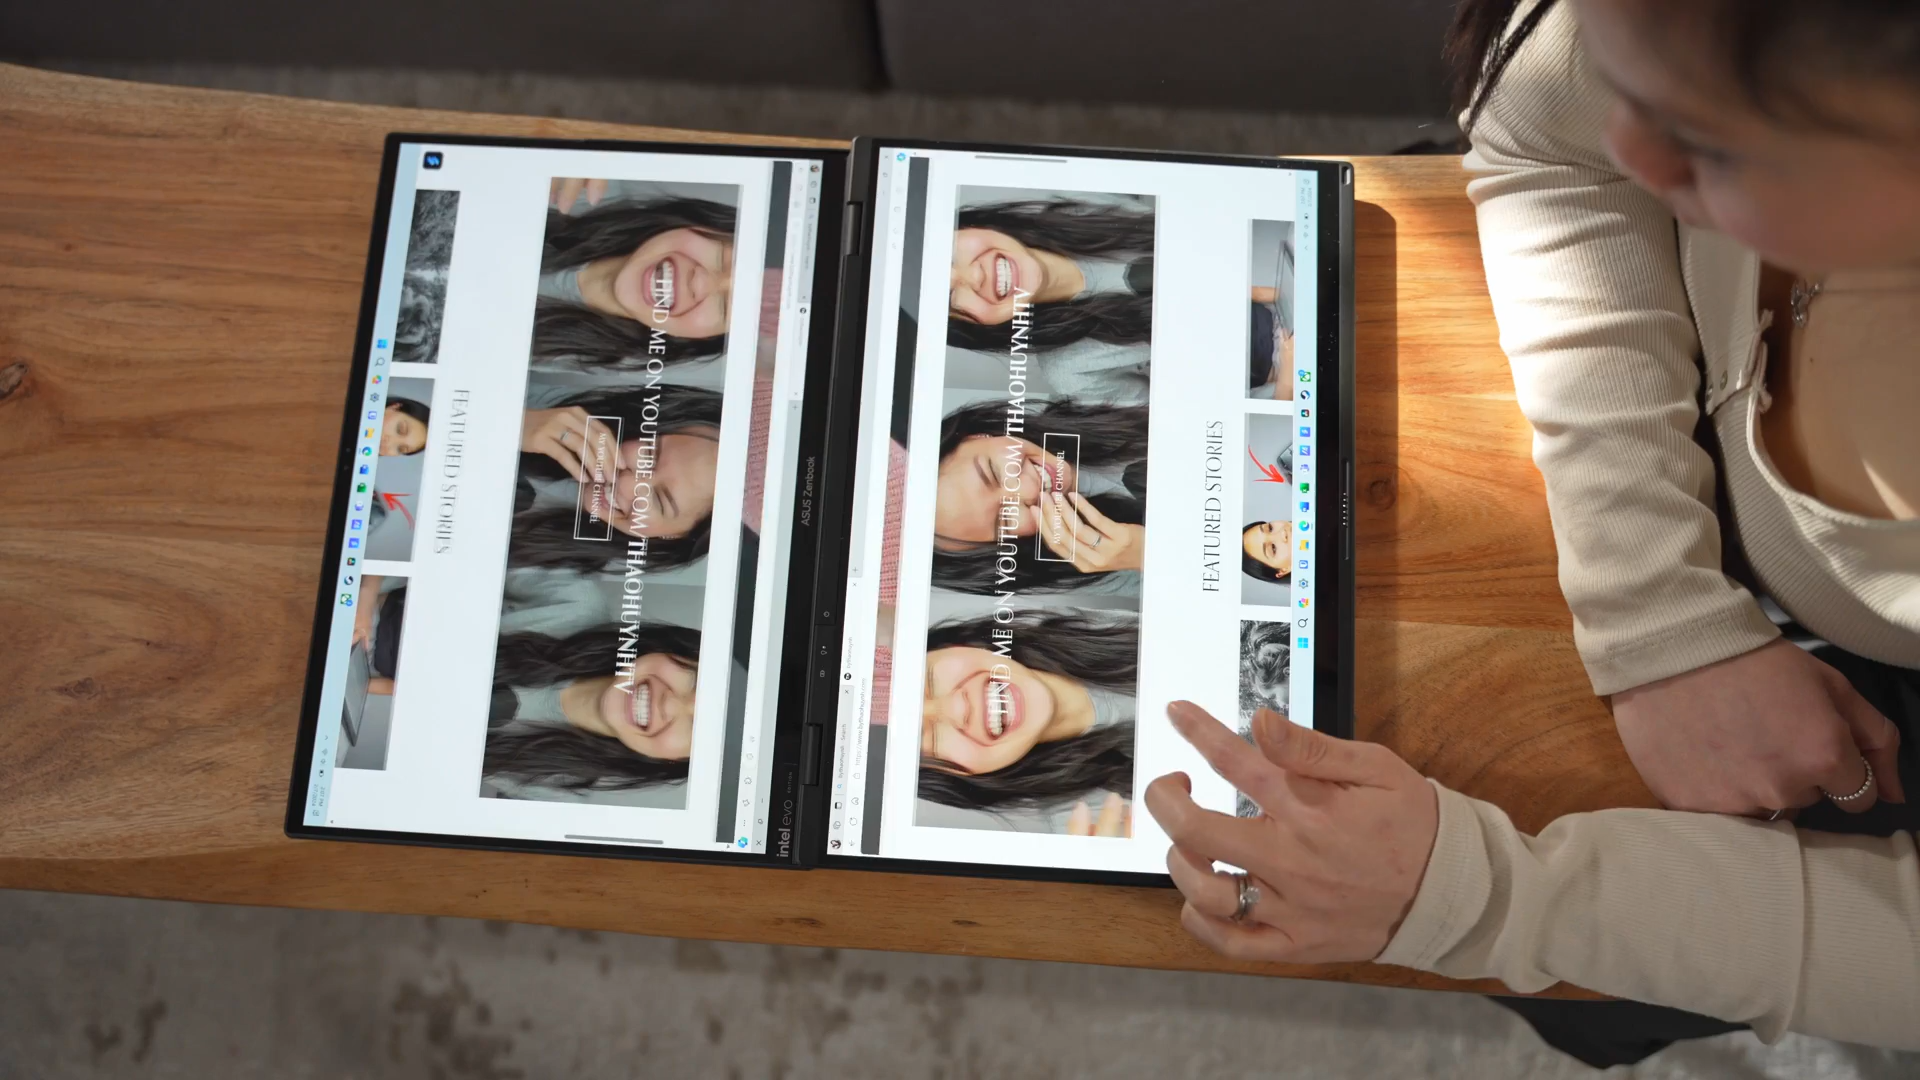 FIND ME ON YOUTUBE.COM/THAOHUYNHTV
MY YOUTUBE CHANNEL
FEATURED STORIES
ASUS Zenbook
intel evo
EDITION
FIND ME ON YOUTUBE.COM/THAOHUYNHTV
MY YOUTUBE CHANNEL
FEATURED STORIES